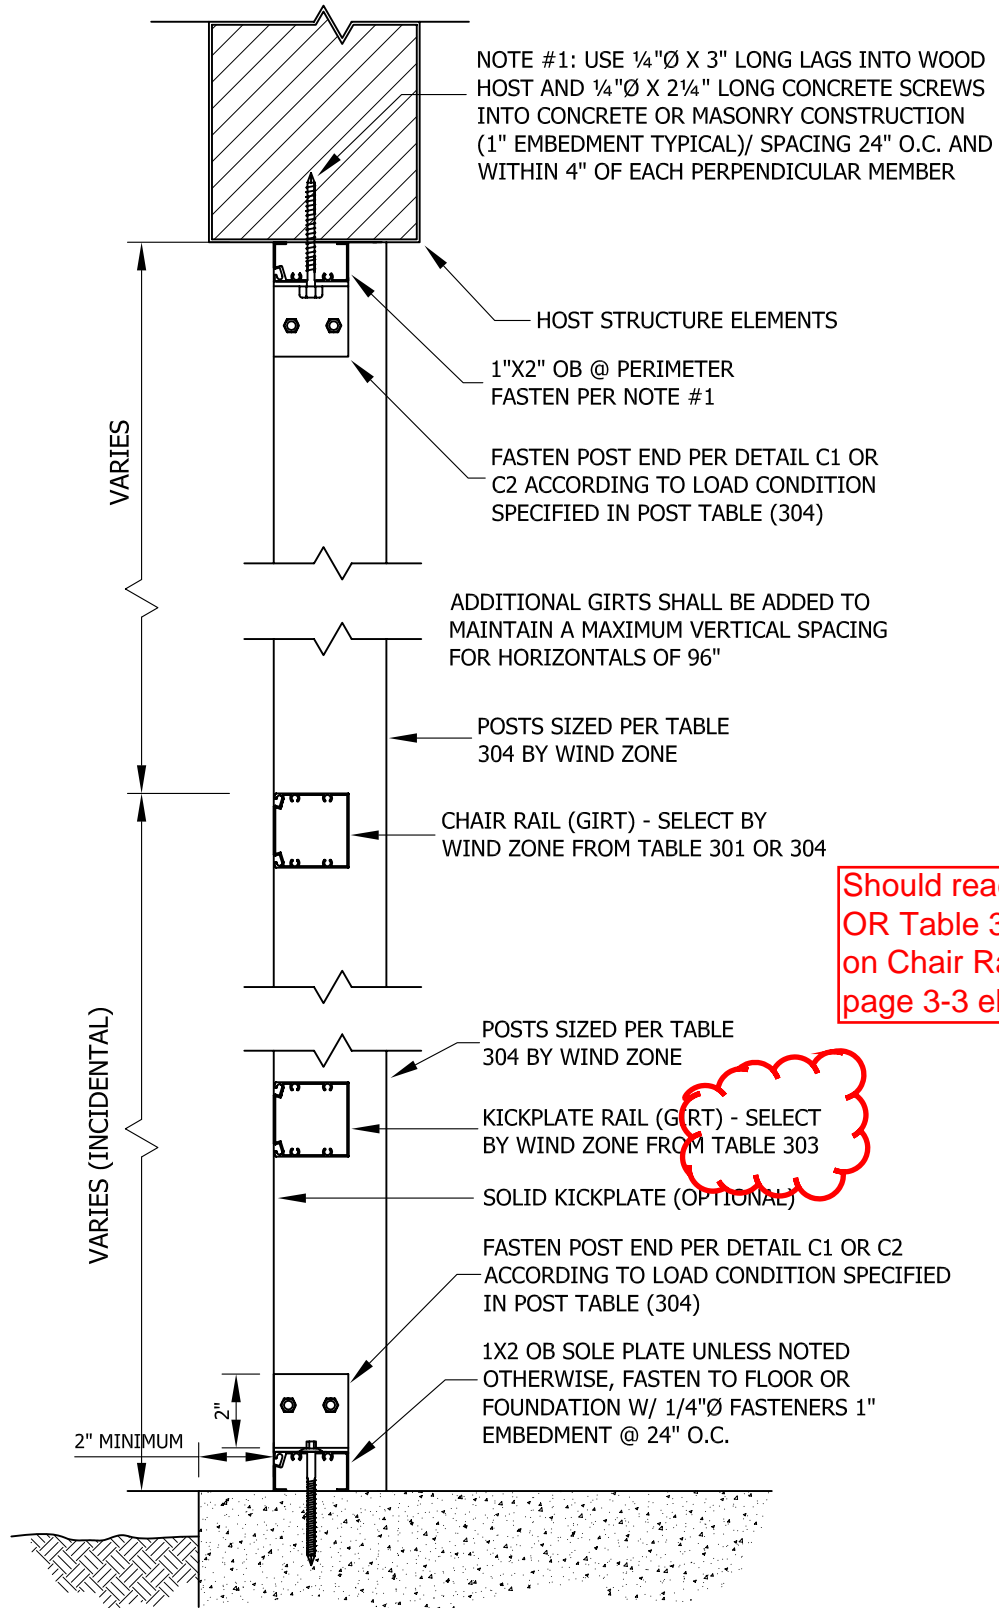 NOTE #1: USE ¼"Ø X 3" LONG LAGS INTO WOOD
HOST AND ¼"Ø X 2¼" LONG CONCRETE SCREWS
INTO CONCRETE OR MASONRY CONSTRUCTION
(1" EMBEDMENT TYPICAL)/ SPACING 24" O.C. AND
WITHIN 4" OF EACH PERPENDICULAR MEMBER
HOST STRUCTURE ELEMENTS
1"X2" OB @ PERIMETER
FASTEN PER NOTE #1
VARIES
FASTEN POST END PER DETAIL C1 OR
C2 ACCORDING TO LOAD CONDITION
SPECIFIED IN POST TABLE (304)
ADDITIONAL GIRTS SHALL BE ADDED TO
MAINTAIN A MAXIMUM VERTICAL SPACING
FOR HORIZONTALS OF 96"
POSTS SIZED PER TABLE
304 BY WIND ZONE
CHAIR RAIL (GIRT) - SELECT BY
WIND ZONE FROM TABLE 301 OR 304
Should
OR Table
on Chair
page 3-3
VARIES (INCIDENTAL)
POSTS SIZED PER TABLE
304 BY WIND ZONE
KICKPLATE RAIL (GIRT) - SELECT
BY WIND ZONE FROM TABLE 303
SOLID KICKPLATE (OPTIONAL)
FASTEN POST END PER DETAIL C1 OR C2
ACCORDING TO LOAD CONDITION SPECIFIED
IN POST TABLE (304)
1X2 OB SOLE PLATE UNLESS NOTED
OTHERWISE, FASTEN TO FLOOR OR
FOUNDATION W/ 1/4"Ø FASTENERS 1"
EMBEDMENT @ 24" O.C.
2"
2" MINIMUM